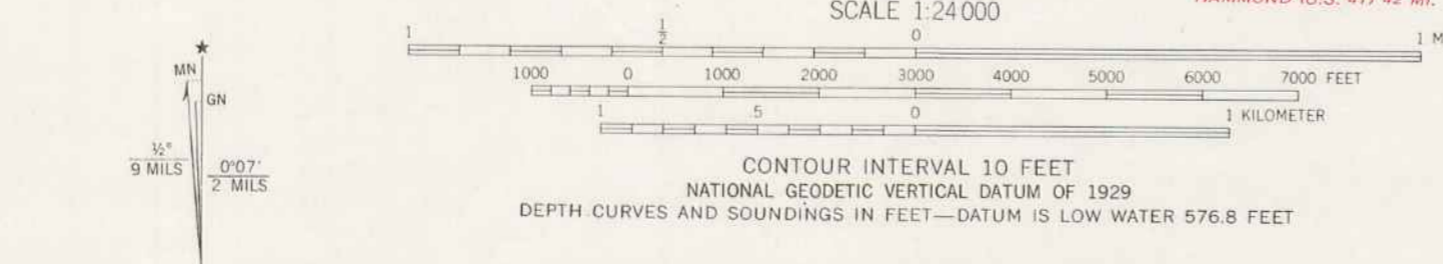 HAMMOND (U.S. 41) 42 MI.
SCALE 1:24 000
1 ½ 0 1 M
1000 0 1000 2000 3000 4000 5000 6000 7000 FEET
1 .5 0 1 KILOMETER
★
MN
GN
½°
9 MILS
0°07′
2 MILS
CONTOUR INTERVAL 10 FEET
NATIONAL GEODETIC VERTICAL DATUM OF 1929
DEPTH CURVES AND SOUNDINGS IN FEET—DATUM IS LOW WATER 576.8 FEET